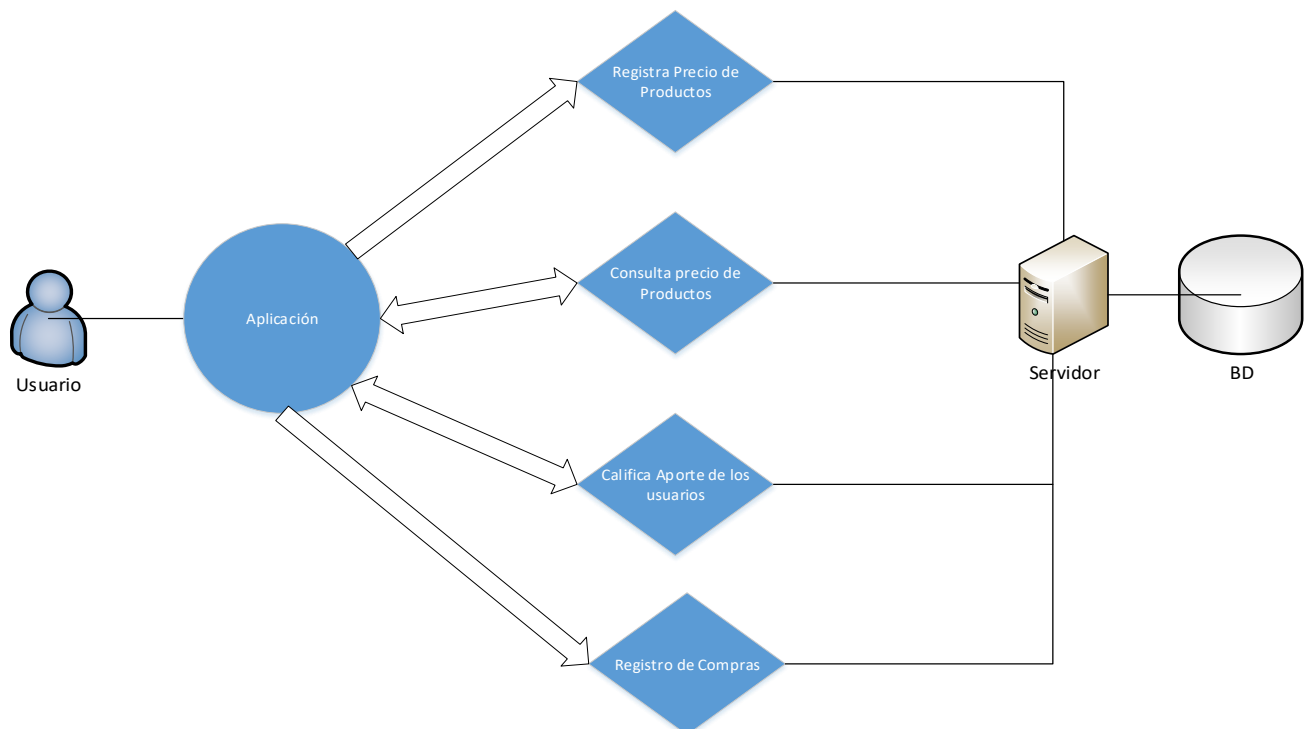 Registra Precio de
Productos
Consulta precio de
Productos
Aplicación
Usuario
Servidor
BD
Califica Aporte de los
usuarios
Registro de Compras